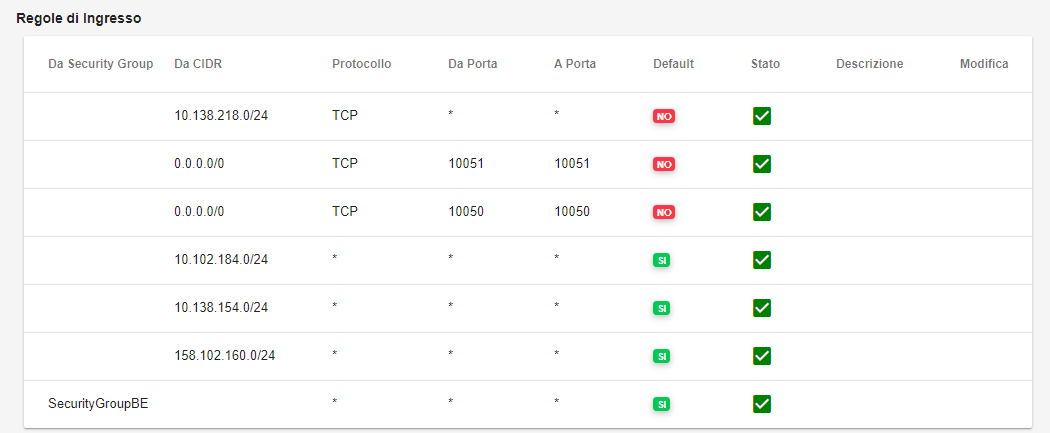 Regole di Ingresso
Da Security Group Da CIDR Protocollo Da Porta A Porta Default Stato Descrizione Modifica
10.138.218.0/24 TCP * * NO
0.0.0.0/0 TCP 10051 10051 NO
0.0.0.0/0 TCP 10050 10050 NO
10.102.184.0/24 * * * SI
10.138.154.0/24 * * * SI
158.102.160.0/24 * * * SI
SecurityGroupBE * * * SI